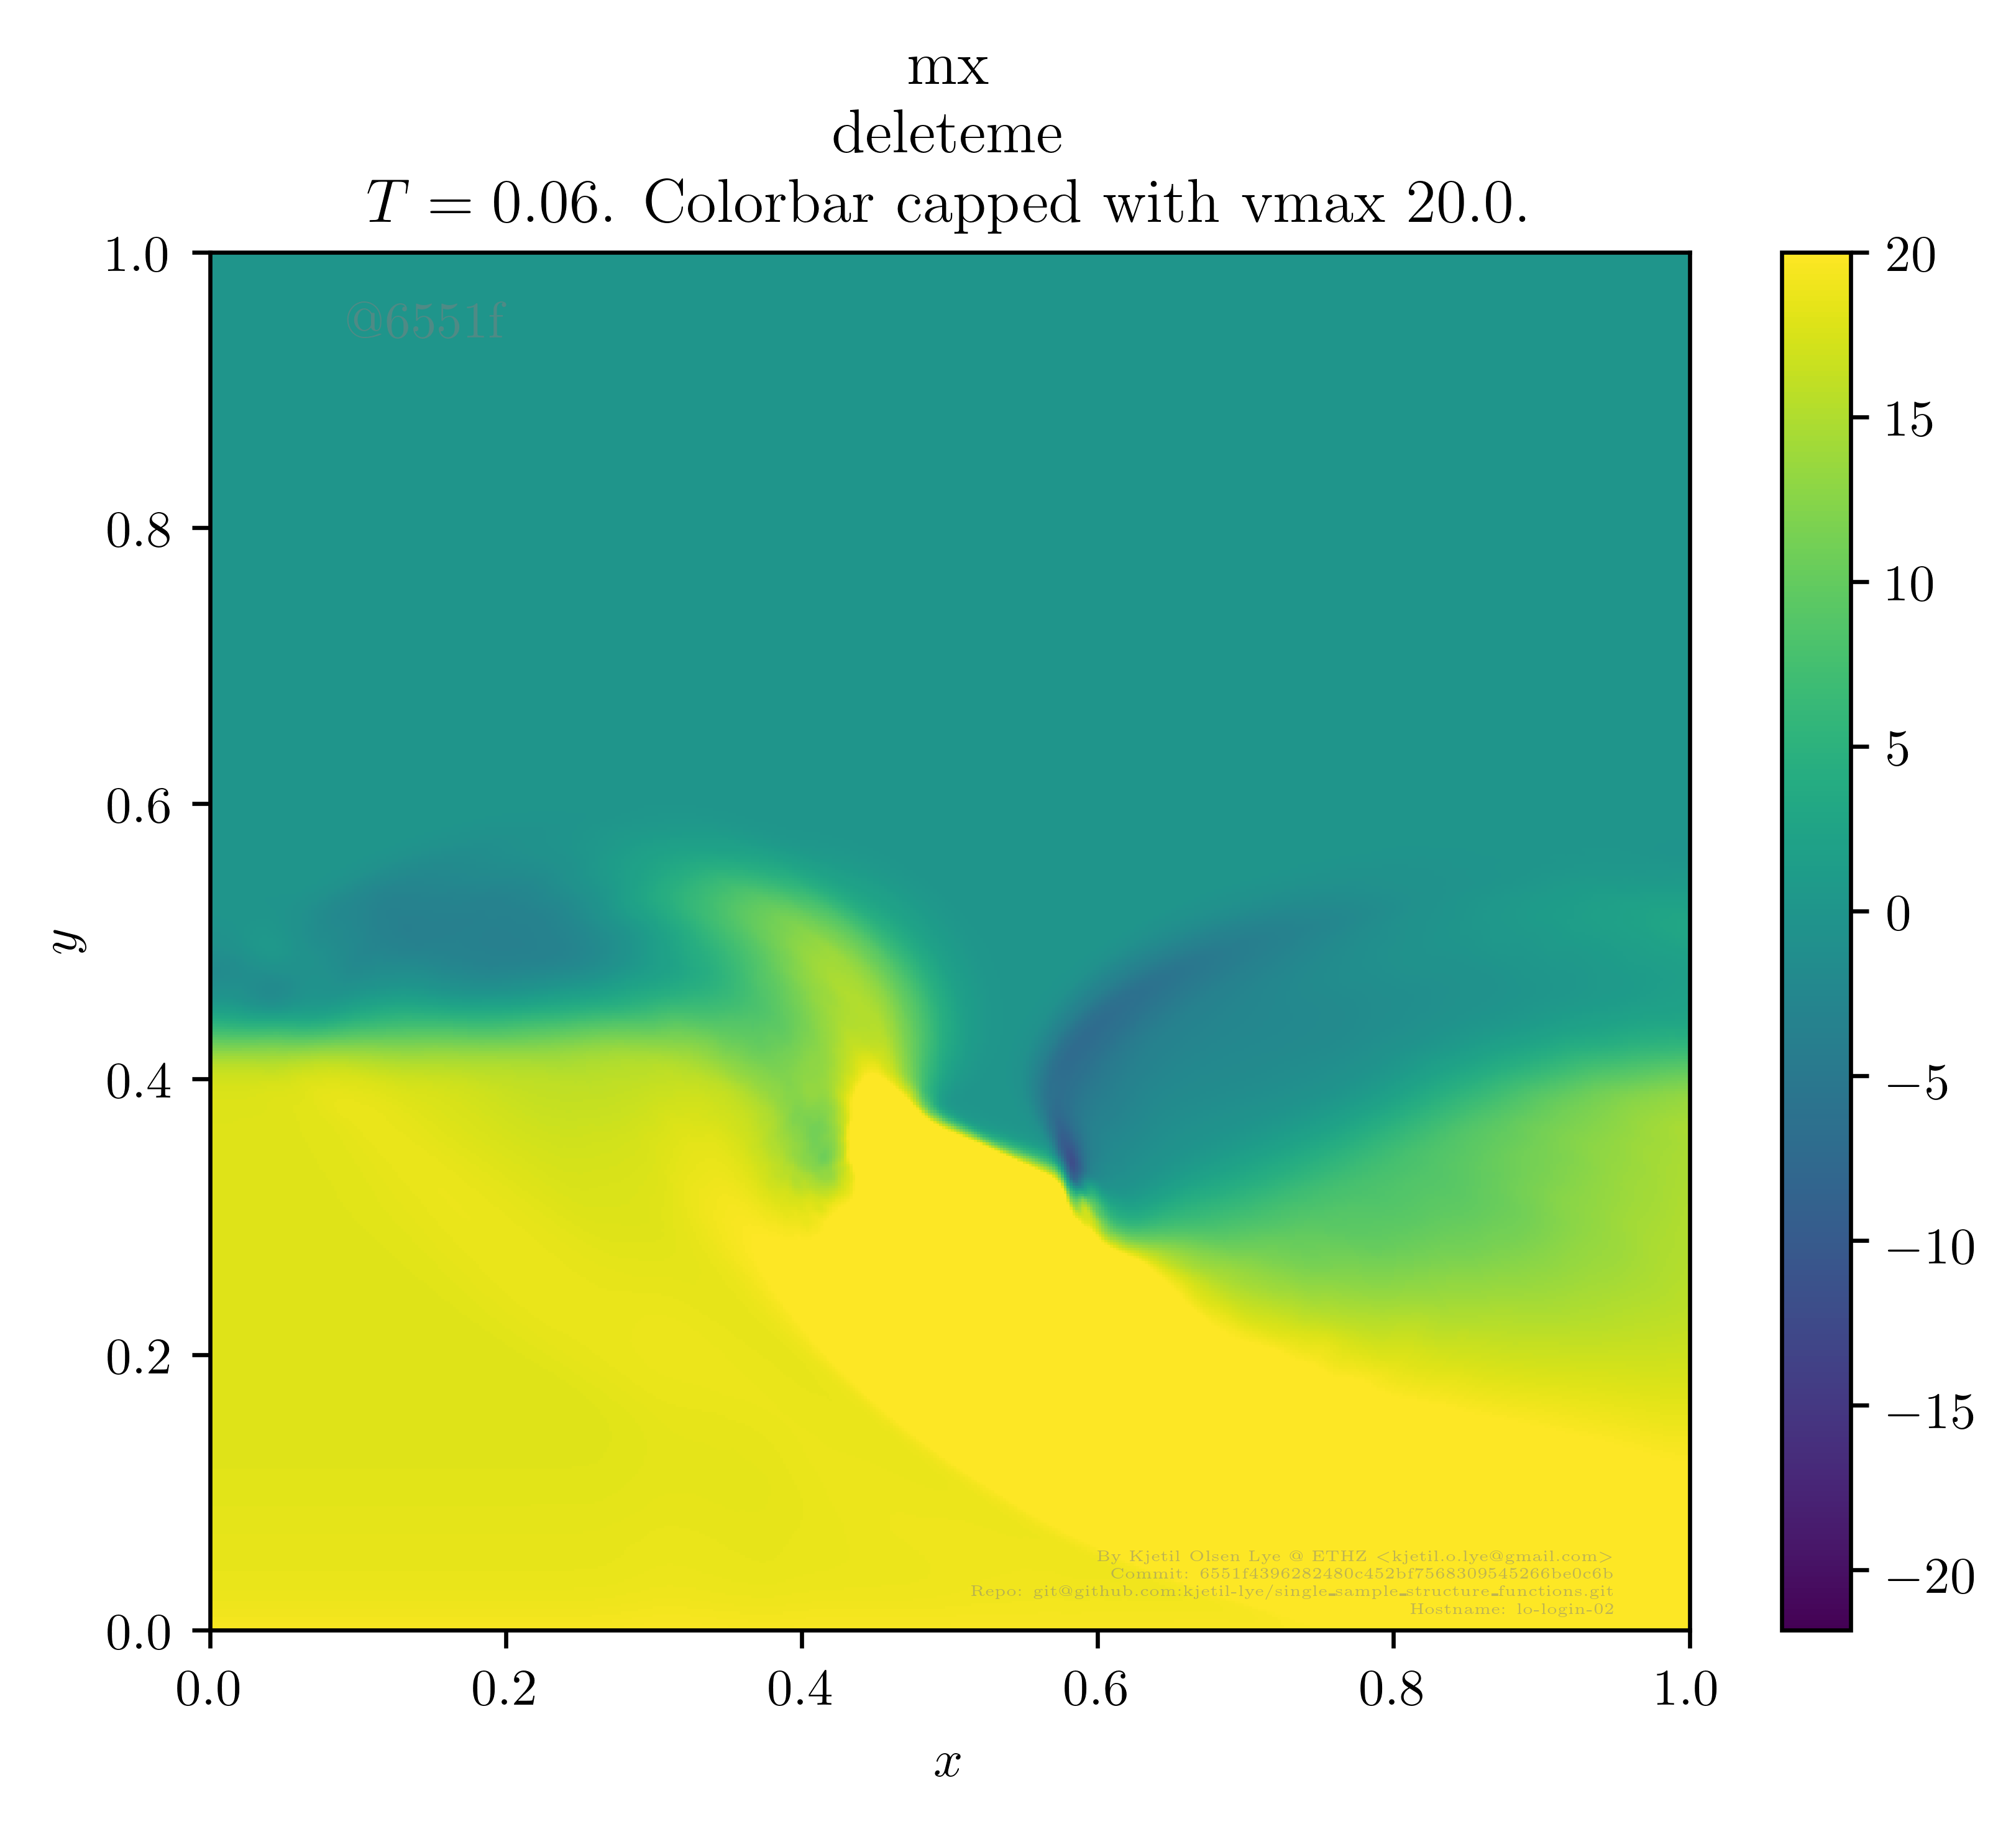 mx
deleteme
T = 0.06. Colorbar capped with vmax 20.0.
@6551f
1.0
0.8
0.6
0.4
0.2
0.0
y
0.0 0.2 0.4 0.6 0.8 1.0
x
20
15
10
5
0
−5
−10
−15
−20
By Kjetil Olsen Lye @ ETHZ <kjetil.o.lye@gmail.com>
Commit: 6551f4396282480c452bf7568309545266be0c6b
Repo: git@github.com:kjetil-lye/single_sample_structure_functions.git
Hostname: lo-login-02